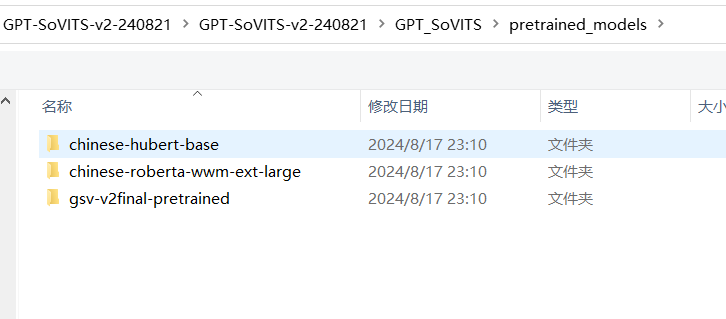 GPT-SoVITS-v2-240821 > GPT-SoVITS-v2-240821 > GPT_SoVITS > pretrained_models >
名称 修改日期 类型 大小
chinese-hubert-base 2024/8/17 23:10 文件夹
chinese-roberta-wwm-ext-large 2024/8/17 23:10 文件夹
gsv-v2final-pretrained 2024/8/17 23:10 文件夹